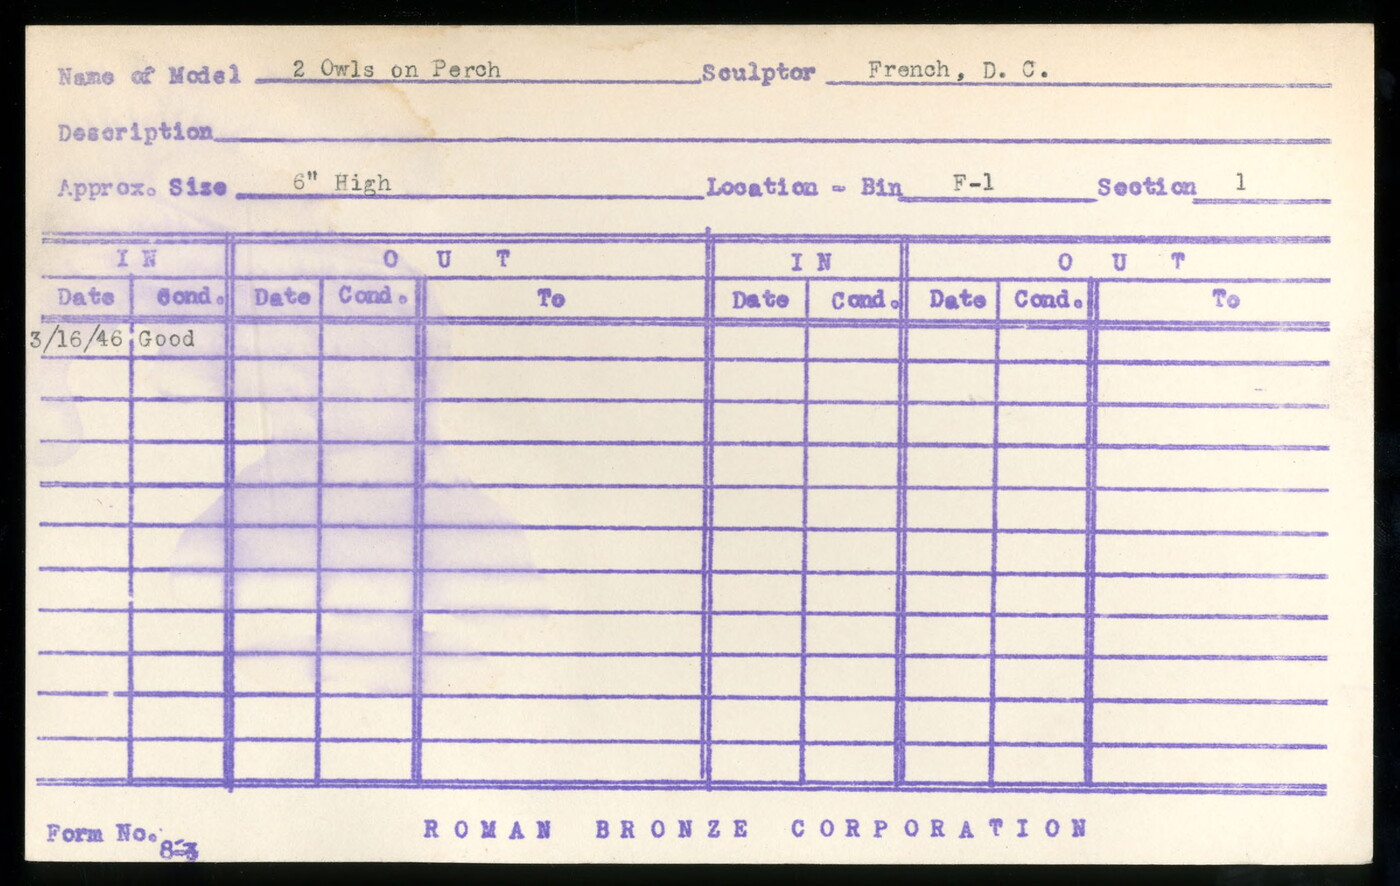 Name of Model 2 Owls on Perch Sculptor French, D. C.
Description
Approx. Size 6" High Location - Bin F-1 Section 1
IN OUT IN OUT
Date Cond. Date Cond. To Date Cond. Date Cond. To
3/16/46 Good
Form No. 8-3 ROMAN BRONZE CORPORATION